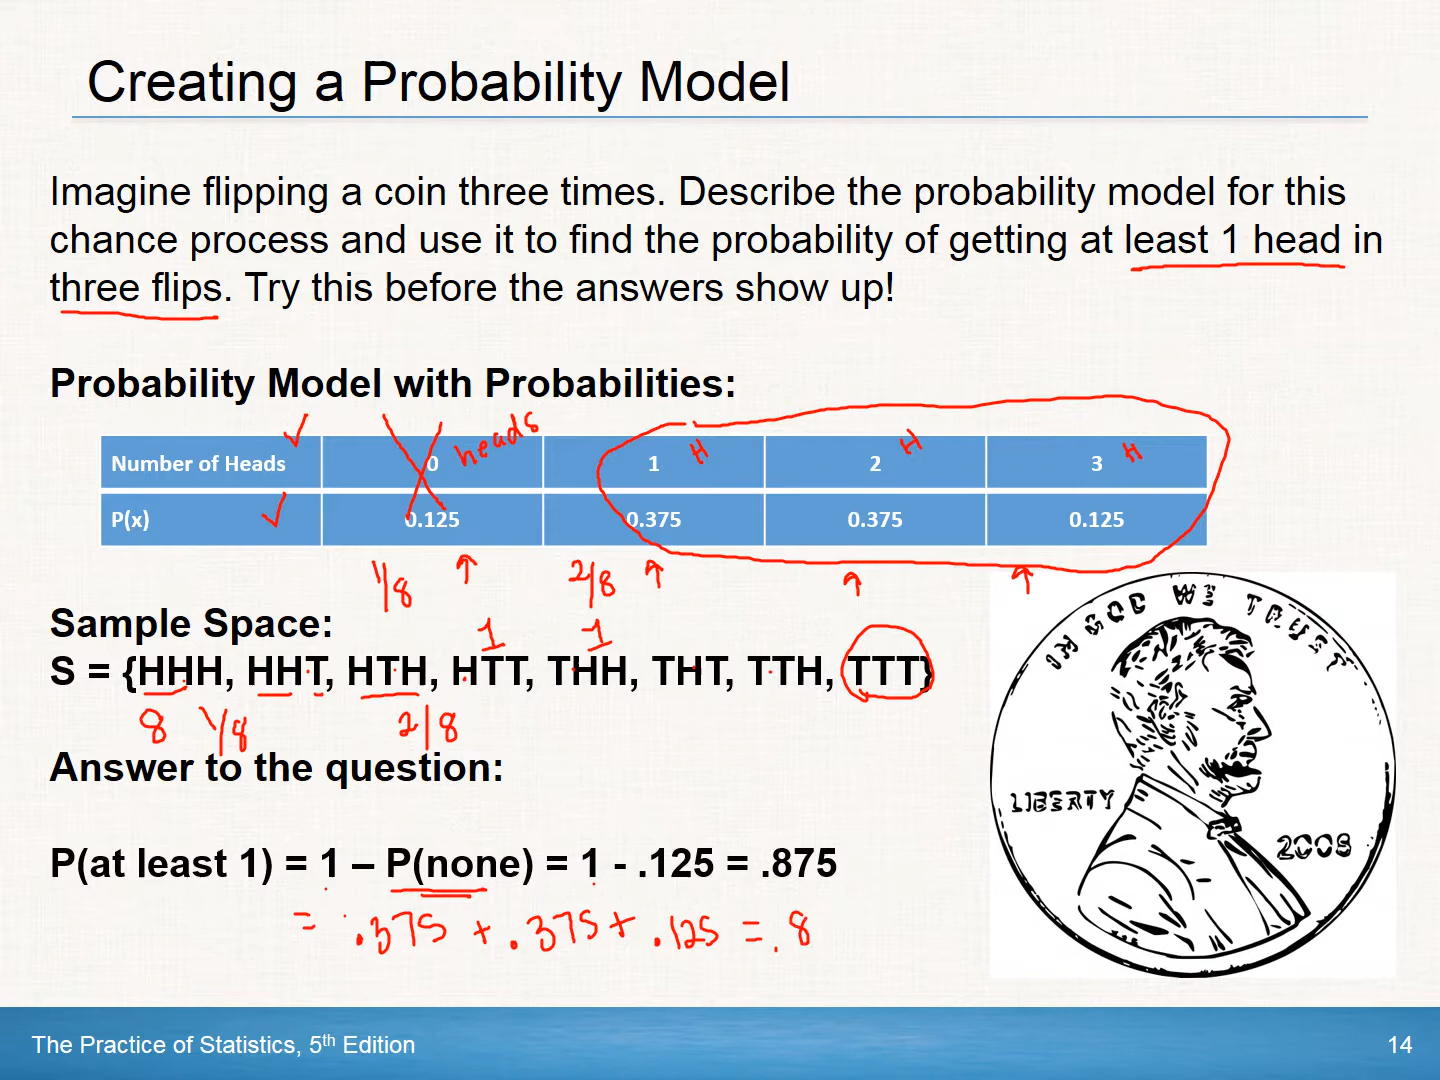 Creating a Probability Model
Imagine flipping a coin three times. Describe the probability model for this
chance process and use it to find the probability of getting at least 1 head in
three flips. Try this before the answers show up!
Probability Model with Probabilities:
Number of Heads 0 heads 1 H 2 H 3 H
P(x) 0.125 0.375 0.375 0.125
1/8 2/8
Sample Space:
1 1
S = {HHH, HHT, HTH, HTT, THH, THT, TTH, TTT}
8 1/8 2/8
Answer to the question:
P(at least 1) = 1 – P(none) = 1 - .125 = .875
= .375 + .375 + .125 = .8
IN GOD WE TRUST
LIBERTY
2008
The Practice of Statistics, 5th Edition
14